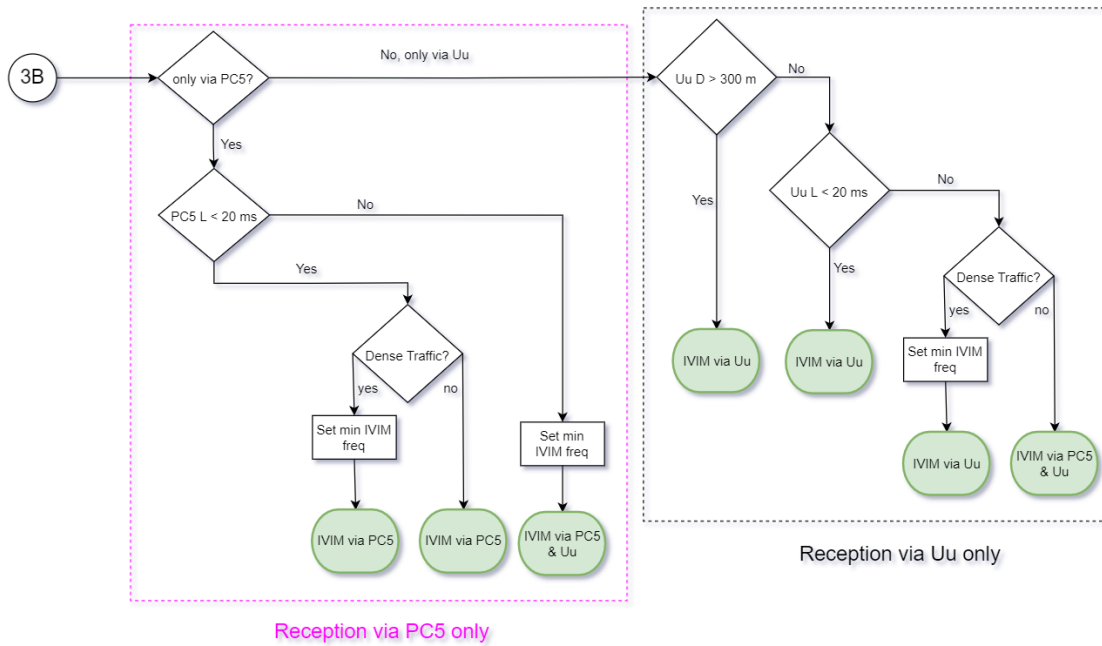 3B
only via PC5?
No, only via Uu
Uu D > 300 m
No
Yes
Uu L < 20 ms
No
Yes
PC5 L < 20 ms
No
Yes
Yes
Dense Traffic?
yes
no
Set min IVIM
freq
IVIM via Uu
IVIM via Uu
IVIM via Uu
IVIM via PC5
& Uu
Dense Traffic?
yes
no
Set min IVIM
freq
Set min
IVIM freq
IVIM via PC5
IVIM via PC5
IVIM via PC5
& Uu
Reception via Uu only
Reception via PC5 only